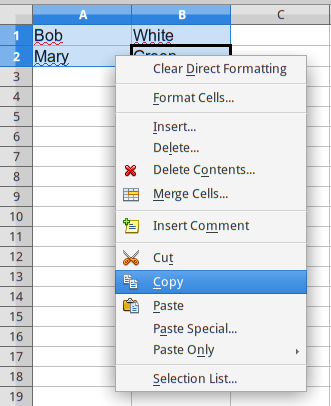 A B C
1 Bob White
2 Mary Green
Clear Direct Formatting
3
4 Format Cells...
5
6 Insert...
7 Delete...
8 Delete Contents...
9 Merge Cells...
10
11 Insert Comment
12 Cut
13 Copy
14
15 Paste
16 Paste Special...
17 Paste Only
18 Selection List...
19